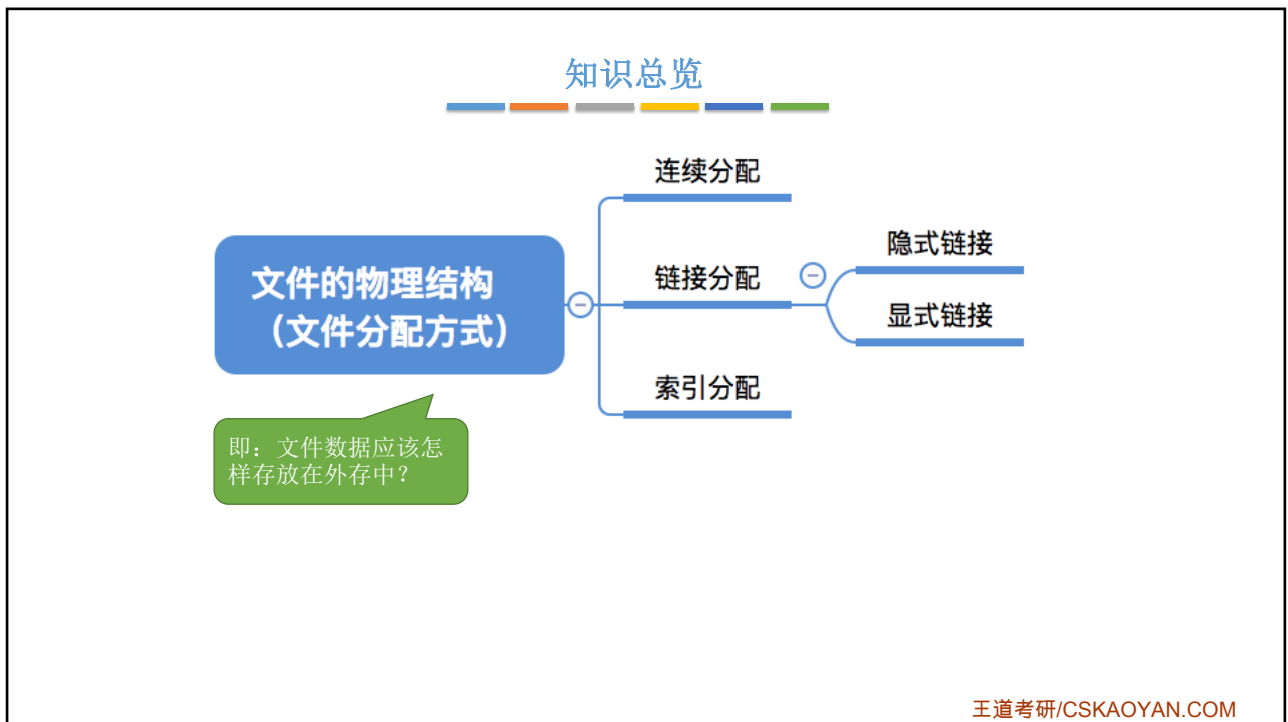 知识总览
连续分配
隐式链接
文件的物理结构
（文件分配方式）
链接分配
显式链接
索引分配
即：文件数据应该怎
样存放在外存中？
王道考研/CSKAOYAN.COM